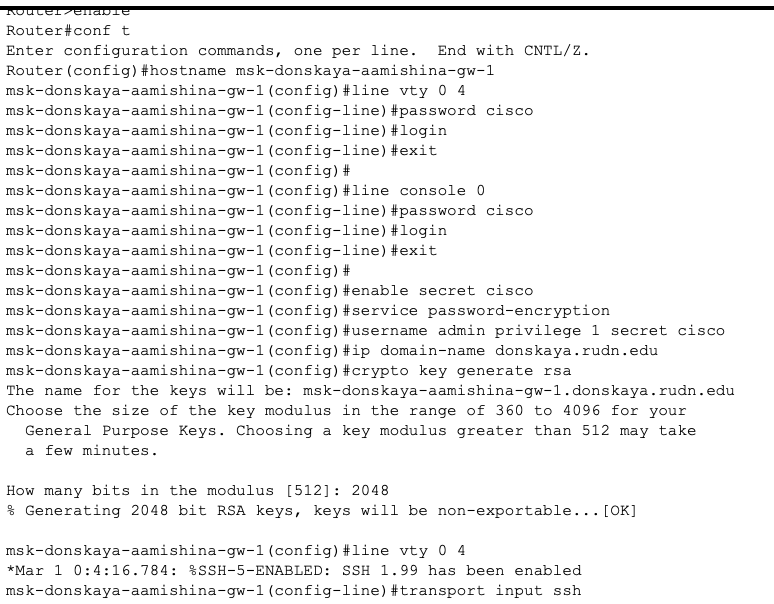 Router>enable
Router#conf t
Enter configuration commands, one per line.  End with CNTL/Z.
Router(config)#hostname msk-donskaya-aamishina-gw-1
msk-donskaya-aamishina-gw-1(config)#line vty 0 4
msk-donskaya-aamishina-gw-1(config-line)#password cisco
msk-donskaya-aamishina-gw-1(config-line)#login
msk-donskaya-aamishina-gw-1(config-line)#exit
msk-donskaya-aamishina-gw-1(config)#
msk-donskaya-aamishina-gw-1(config)#line console 0
msk-donskaya-aamishina-gw-1(config-line)#password cisco
msk-donskaya-aamishina-gw-1(config-line)#login
msk-donskaya-aamishina-gw-1(config-line)#exit
msk-donskaya-aamishina-gw-1(config)#
msk-donskaya-aamishina-gw-1(config)#enable secret cisco
msk-donskaya-aamishina-gw-1(config)#service password-encryption
msk-donskaya-aamishina-gw-1(config)#username admin privilege 1 secret cisco
msk-donskaya-aamishina-gw-1(config)#ip domain-name donskaya.rudn.edu
msk-donskaya-aamishina-gw-1(config)#crypto key generate rsa
The name for the keys will be: msk-donskaya-aamishina-gw-1.donskaya.rudn.edu
Choose the size of the key modulus in the range of 360 to 4096 for your
  General Purpose Keys. Choosing a key modulus greater than 512 may take
  a few minutes.

How many bits in the modulus [512]: 2048
% Generating 2048 bit RSA keys, keys will be non-exportable...[OK]

msk-donskaya-aamishina-gw-1(config)#line vty 0 4
*Mar 1 0:4:16.784: %SSH-5-ENABLED: SSH 1.99 has been enabled
msk-donskaya-aamishina-gw-1(config-line)#transport input ssh